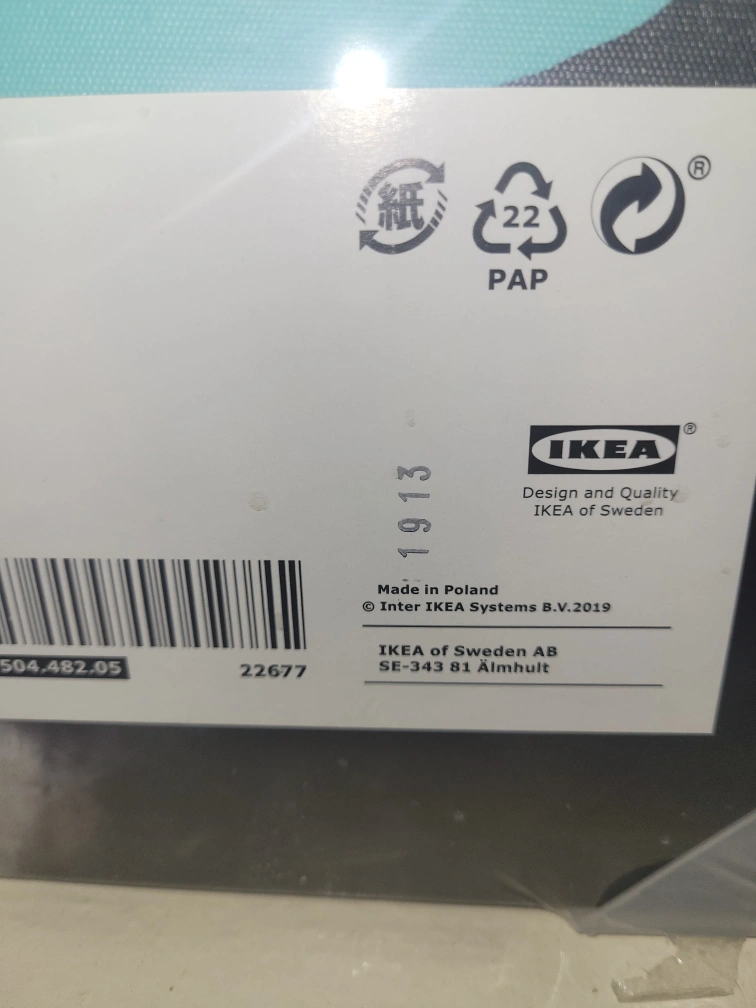 紙
22
PAP
®
IKEA
®
Design and Quality
IKEA of Sweden
1913
Made in Poland
© Inter IKEA Systems B.V.2019
504.482.05
22677
IKEA of Sweden AB
SE-343 81 Älmhult